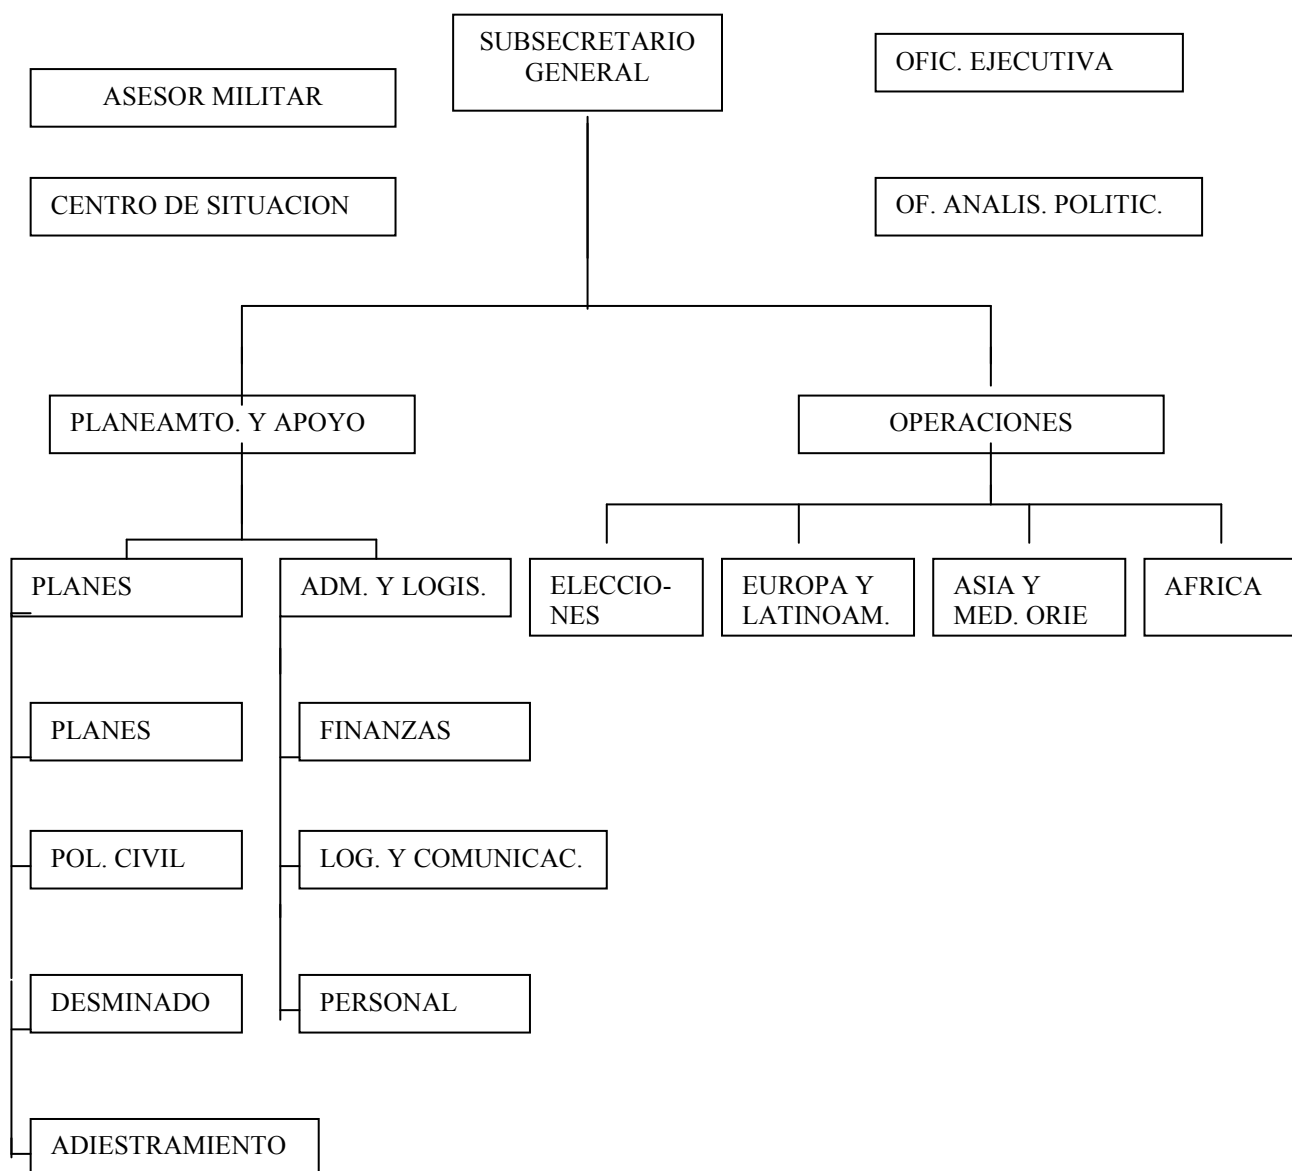 SUBSECRETARIO
GENERAL
OFIC. EJECUTIVA
ASESOR MILITAR
CENTRO DE SITUACION
OF. ANALIS. POLITIC.
PLANEAMTO. Y APOYO
OPERACIONES
PLANES
ADM. Y LOGIS.
ELECCIO-
NES
EUROPA Y
LATINOAM.
ASIA Y
MED. ORIE
AFRICA
PLANES
FINANZAS
POL. CIVIL
LOG. Y COMUNICAC.
DESMINADO
PERSONAL
ADIESTRAMIENTO